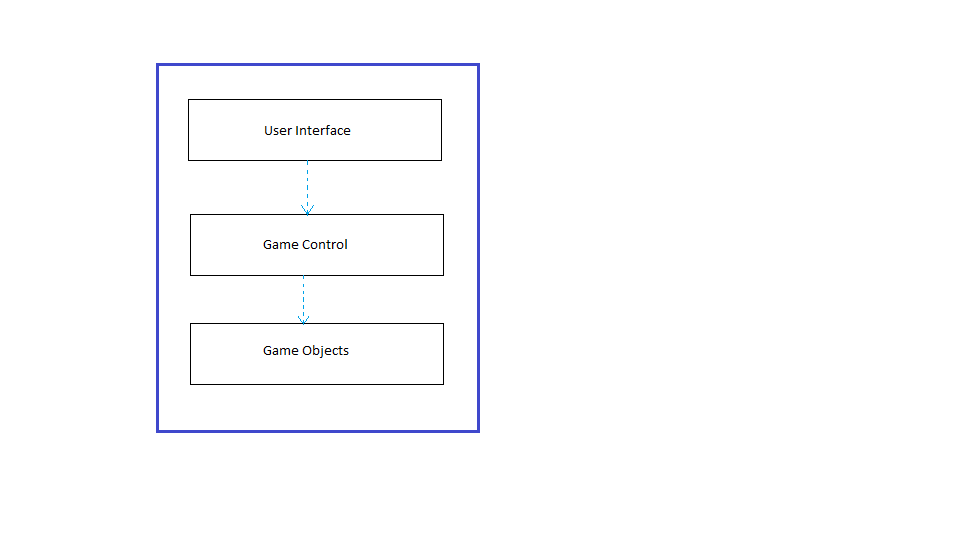 User Interface
Game Control
Game Objects